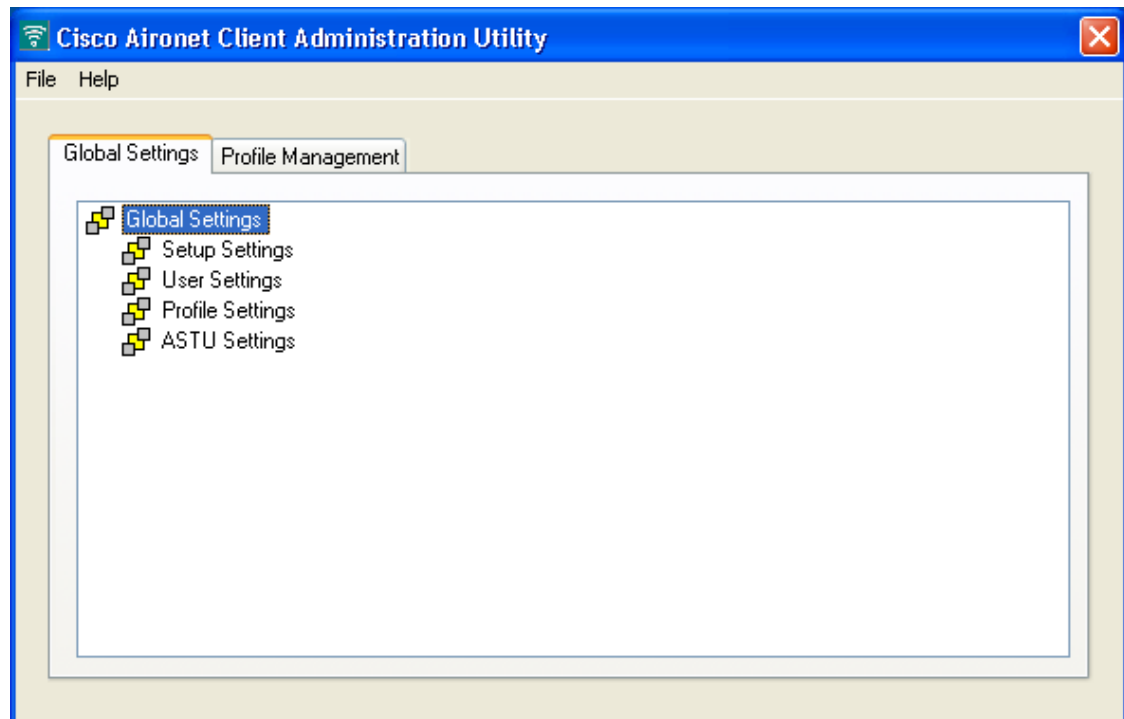 Cisco Aironet Client Administration Utility
File Help
Global Settings Profile Management
Global Settings
Setup Settings
User Settings
Profile Settings
ASTU Settings